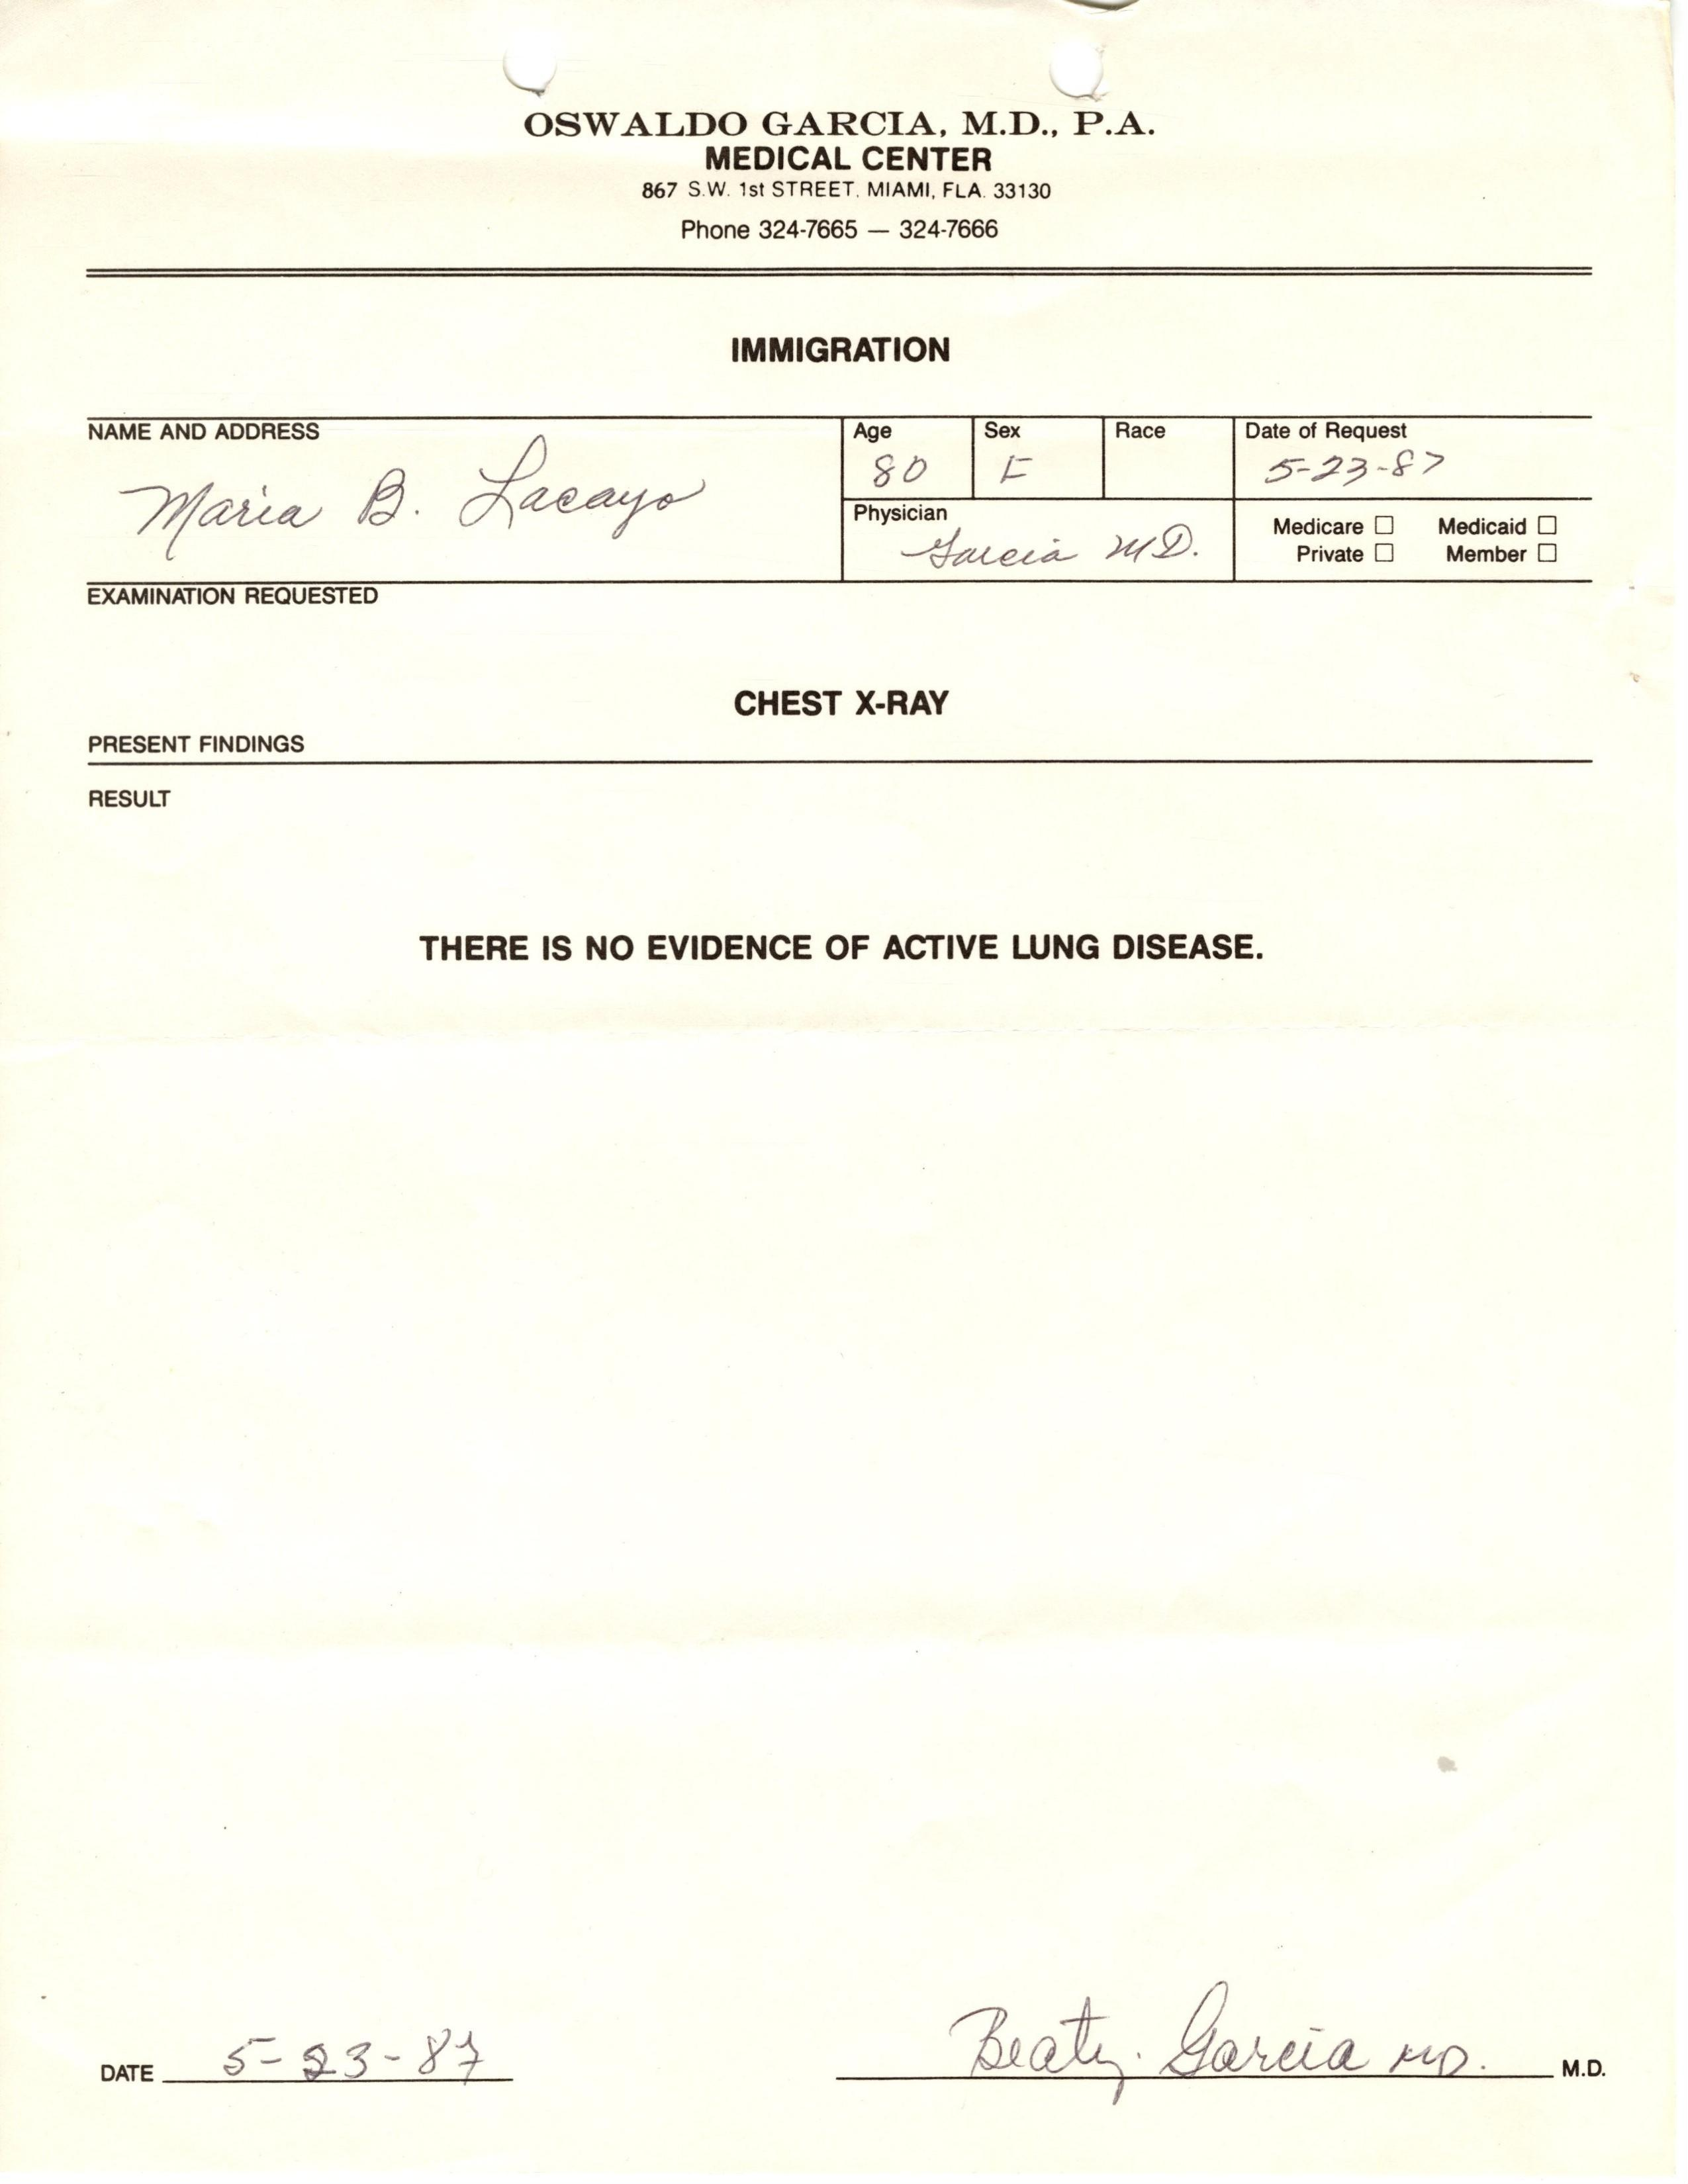 OSWALDO GARCIA, M.D., P.A.
MEDICAL CENTER
867 S.W. 1st STREET. MIAMI, FLA. 33130
Phone 324-7665 — 324-7666
IMMIGRATION
NAME AND ADDRESS
Maria B. Lacayo
Age
80
Sex
F
Race
Date of Request
5-23-87
Physician
Garcia MD.
Medicare ☐ Medicaid ☐
Private ☐ Member ☐
EXAMINATION REQUESTED
CHEST X-RAY
PRESENT FINDINGS
RESULT
THERE IS NO EVIDENCE OF ACTIVE LUNG DISEASE.
DATE 5-23-87
Garcia MD. M.D.